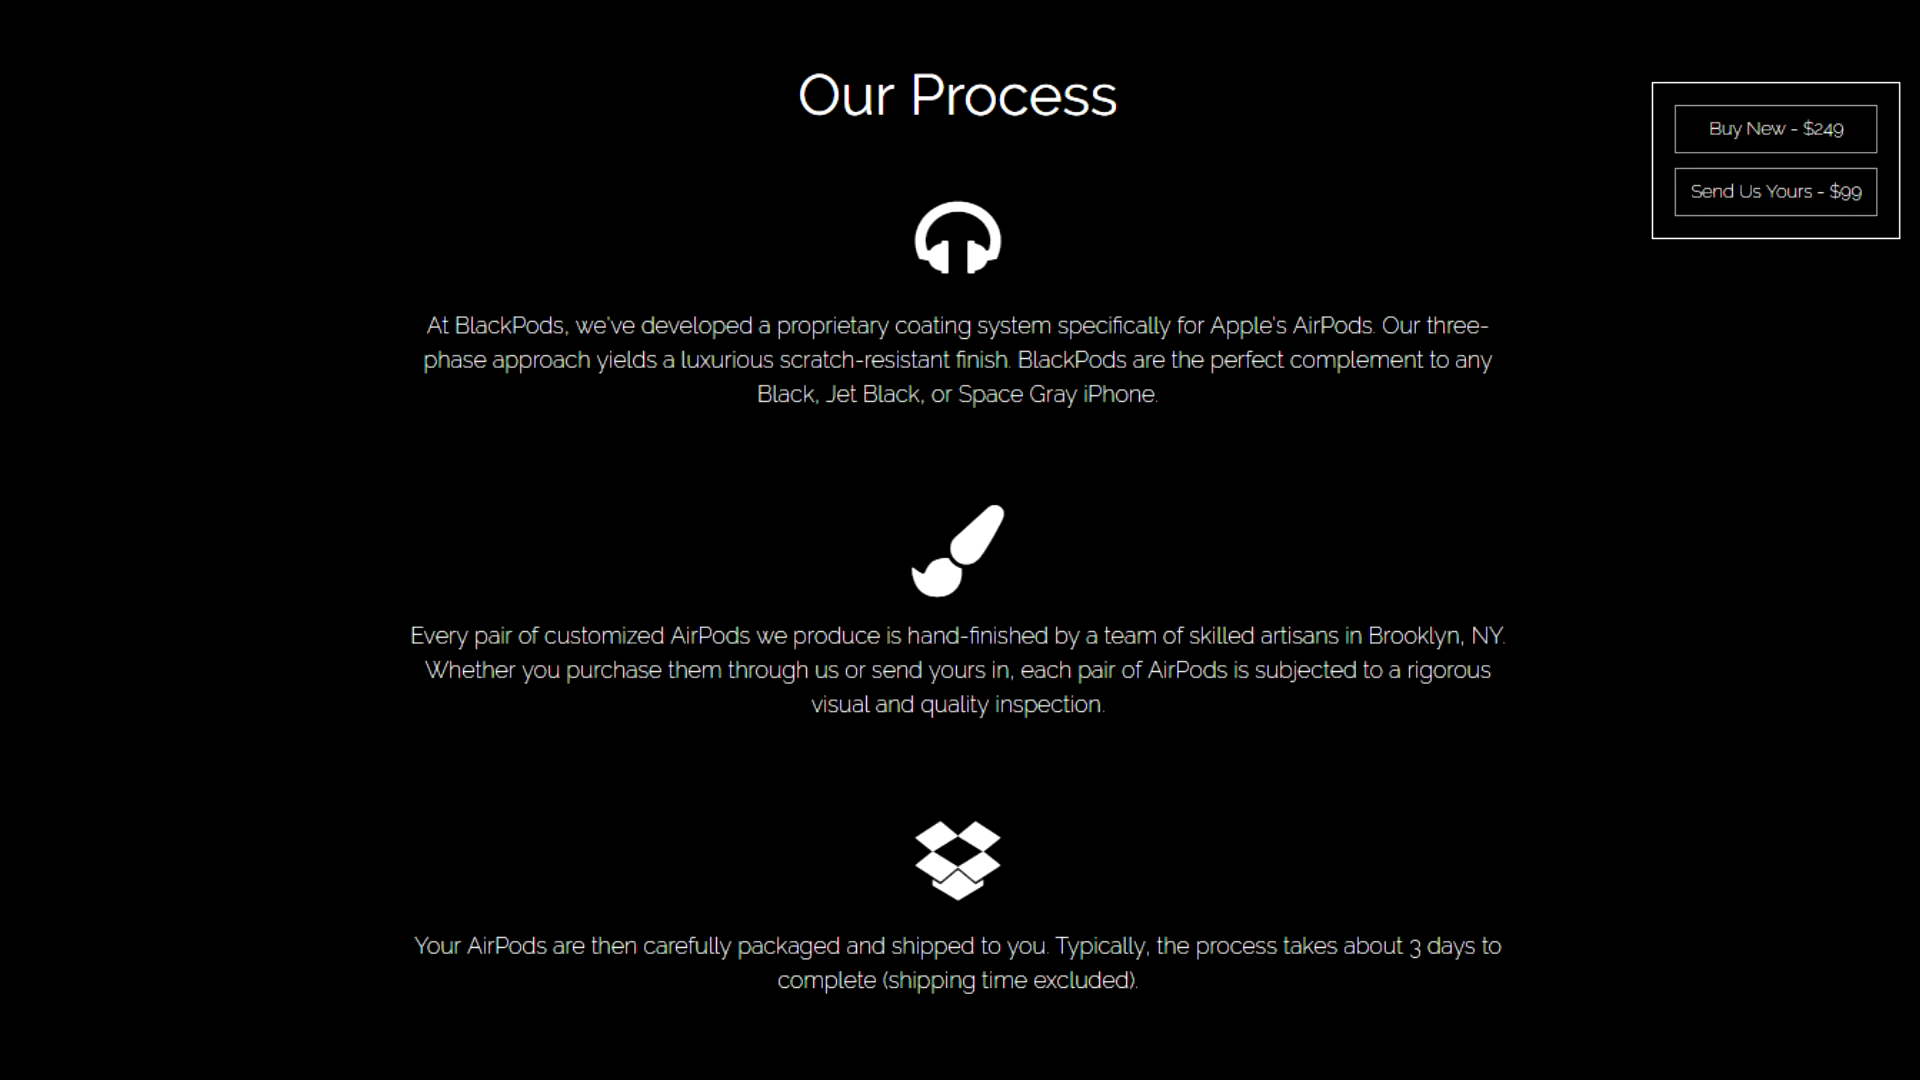 Our Process
Buy New - $249
Send Us Yours - $99
At BlackPods, we've developed a proprietary coating system specifically for Apple's AirPods. Our three-
phase approach yields a luxurious scratch-resistant finish. BlackPods are the perfect complement to any
Black, Jet Black, or Space Gray iPhone.
Every pair of customized AirPods we produce is hand-finished by a team of skilled artisans in Brooklyn, NY.
Whether you purchase them through us or send yours in, each pair of AirPods is subjected to a rigorous
visual and quality inspection.
Your AirPods are then carefully packaged and shipped to you. Typically, the process takes about 3 days to
complete (shipping time excluded).